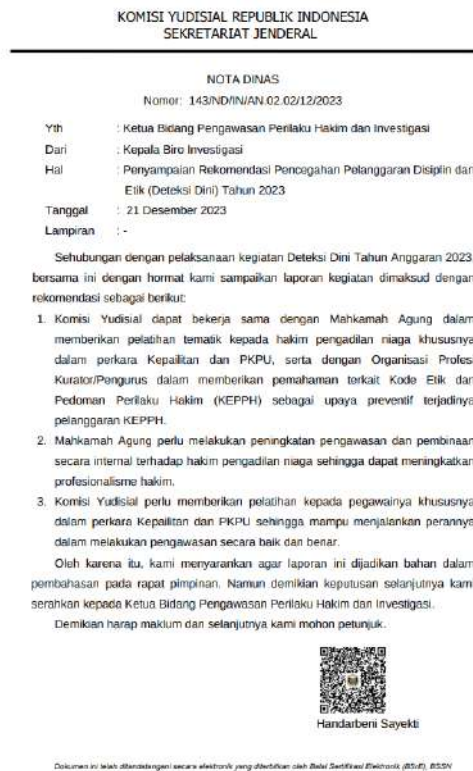 KOMISI YUDISIAL REPUBLIK INDONESIA
SEKRETARIAT JENDERAL
NOTA DINAS
Nomor: 143/ND/IN/AN.02.02/12/2023
Yth : Ketua Bidang Pengawasan Perilaku Hakim dan Investigasi
Dari : Kepala Biro Investigasi
Hal : Penyampaian Rekomendasi Pencegahan Pelanggaran Disiplin dan
Etik (Deteksi Dini) Tahun 2023
Tanggal : 21 Desember 2023
Lampiran : -
Sehubungan dengan pelaksanaan kegiatan Deteksi Dini Tahun Anggaran 2023,
bersama ini dengan hormat kami sampaikan laporan kegiatan dimaksud dengan
rekomendasi sebagai berikut:
1. Komisi Yudisial dapat bekerja sama dengan Mahkamah Agung dalam
memberikan pelatihan tematik kepada hakim pengadilan niaga khususnya
dalam perkara Kepailitan dan PKPU, serta dengan Organisasi Profesi
Kurator/Pengurus dalam memberikan pemahaman terkait Kode Etik dan
Pedoman Perilaku Hakim (KEPPH) sebagai upaya preventif terjadinya
pelanggaran KEPPH.
2. Mahkamah Agung perlu melakukan peningkatan pengawasan dan pembinaan
secara internal terhadap hakim pengadilan niaga sehingga dapat meningkatkan
profesionalisme hakim.
3. Komisi Yudisial perlu memberikan pelatihan kepada pegawainya khususnya
dalam perkara Kepailitan dan PKPU sehingga mampu menjalankan perannya
dalam melakukan pengawasan secara baik dan benar.
Oleh karena itu, kami menyarankan agar laporan ini dijadikan bahan dalam
pembahasan pada rapat pimpinan. Namun demikian keputusan selanjutnya kami
serahkan kepada Ketua Bidang Pengawasan Perilaku Hakim dan Investigasi.
Demikian harap maklum dan selanjutnya kami mohon petunjuk.
Handarbeni Sayekti
Dokumen ini telah ditandatangani secara elektronik yang diterbitkan oleh Balai Sertifikasi Elektronik (BSrE), BSSN